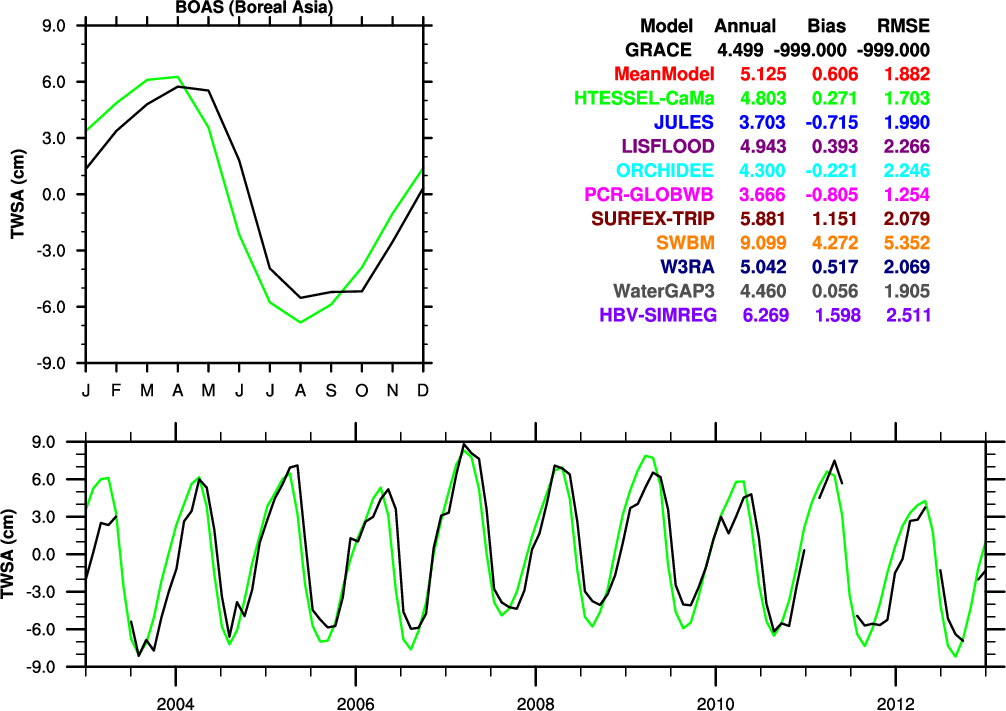 BOAS (Boreal Asia)
9.0
6.0
3.0
0.0
-3.0
-6.0
-9.0
TWSA (cm)
J F M A M J J A S O N D
Model Annual Bias RMSE
GRACE 4.499 -999.000 -999.000
MeanModel 5.125 0.606 1.882
HTESSEL-CaMa 4.803 0.271 1.703
JULES 3.703 -0.715 1.990
LISFLOOD 4.943 0.393 2.266
ORCHIDEE 4.300 -0.221 2.246
PCR-GLOBWB 3.666 -0.805 1.254
SURFEX-TRIP 5.881 1.151 2.079
SWBM 9.099 4.272 5.352
W3RA 5.042 0.517 2.069
WaterGAP3 4.460 0.056 1.905
HBV-SIMREG 6.269 1.598 2.511
9.0
6.0
3.0
0.0
-3.0
-6.0
-9.0
TWSA (cm)
2004 2006 2008 2010 2012